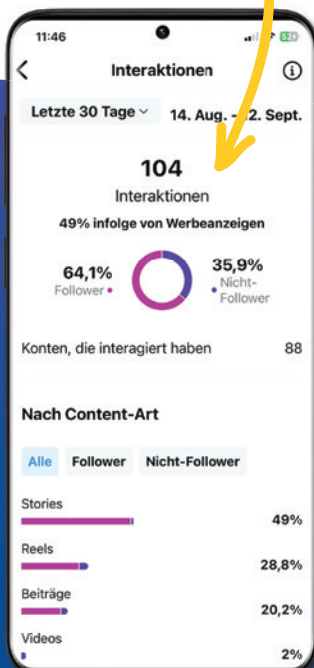 11:46
52
Interaktionen
Letzte 30 Tage
14. Aug. - 12. Sept.
104
Interaktionen
49% infolge von Werbeanzeigen
64,1%
Follower
35,9%
Nicht-
Follower
Konten, die interagiert haben 88
Nach Content-Art
Alle Follower Nicht-Follower
Stories
49%
Reels
28,8%
Beiträge
20,2%
Videos
2%